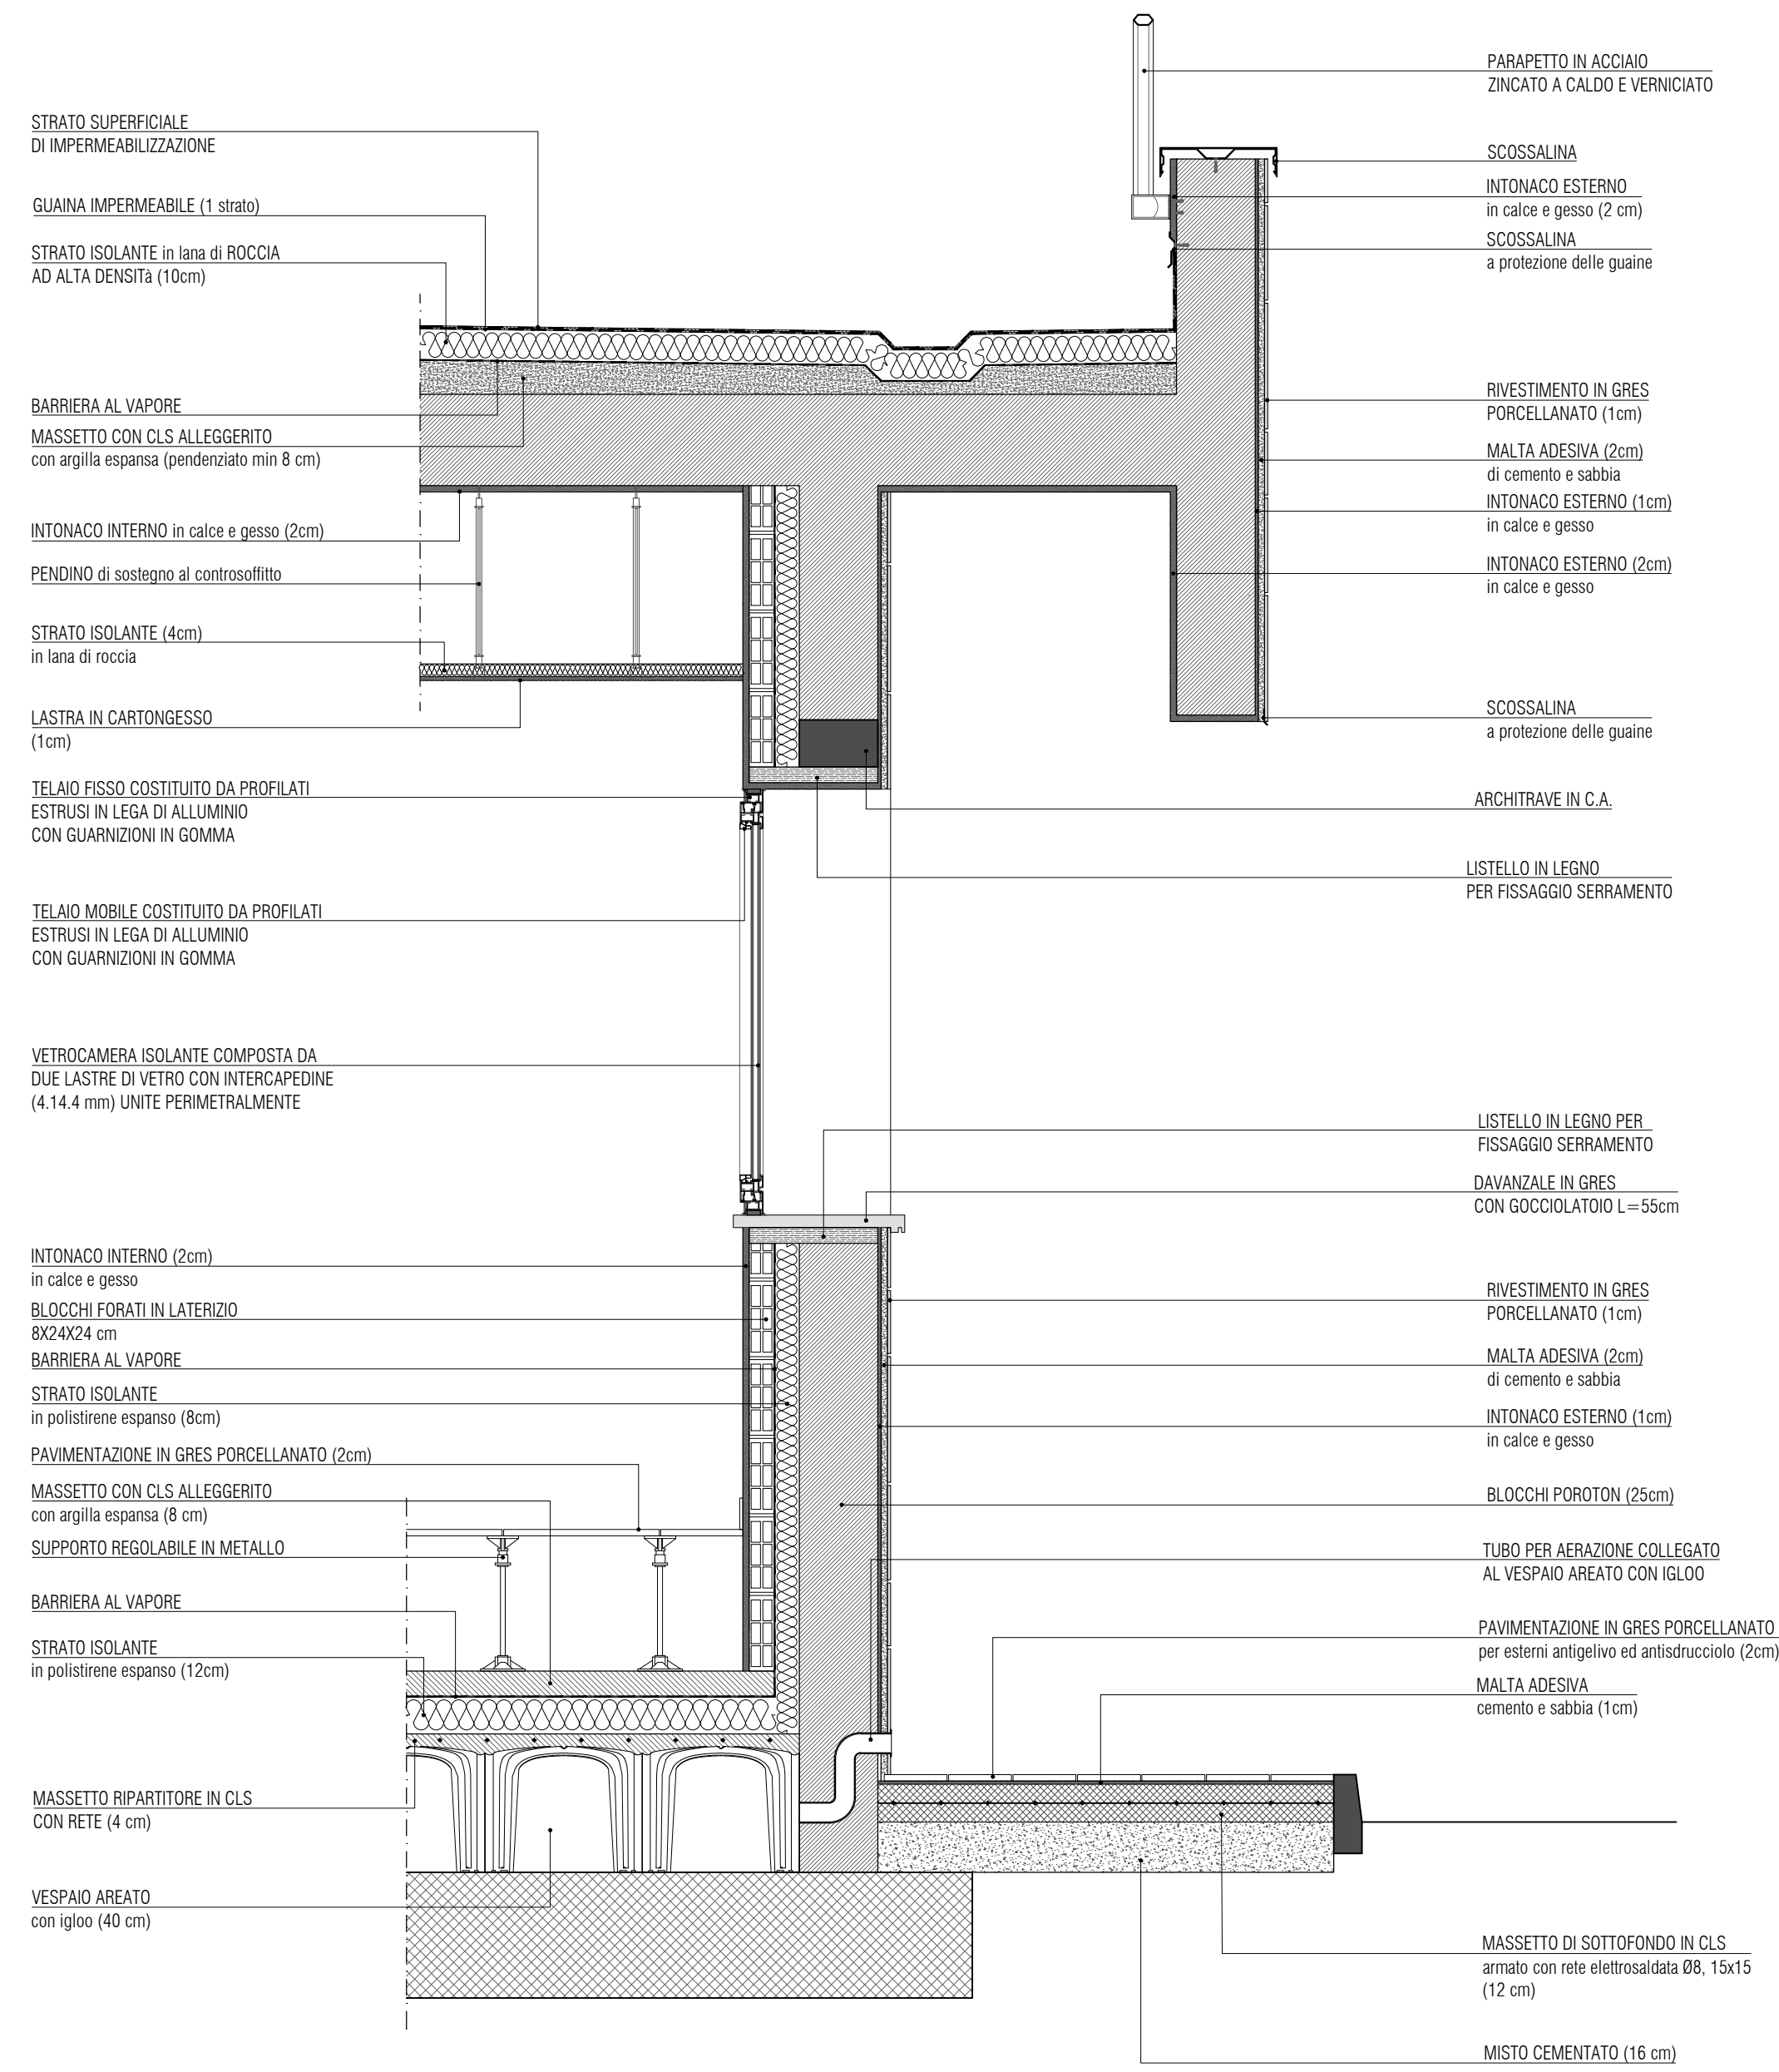 STRATO SUPERFICIALE
DI IMPERMEABILIZZAZIONE
GUAINA IMPERMEABILE (1 strato)
STRATO ISOLANTE in lana di ROCCIA
AD ALTA DENSITà (10cm)
BARRIERA AL VAPORE
MASSETTO CON CLS ALLEGGERITO
con argilla espansa (pendenziato min 8 cm)
INTONACO INTERNO in calce e gesso (2cm)
PENDINO di sostegno al controsoffitto
STRATO ISOLANTE (4cm)
in lana di roccia
LASTRA IN CARTONGESSO
(1cm)
TELAIO FISSO COSTITUITO DA PROFILATI
ESTRUSI IN LEGA DI ALLUMINIO
CON GUARNIZIONI IN GOMMA
TELAIO MOBILE COSTITUITO DA PROFILATI
ESTRUSI IN LEGA DI ALLUMINIO
CON GUARNIZIONI IN GOMMA
VETROCAMERA ISOLANTE COMPOSTA DA
DUE LASTRE DI VETRO CON INTERCAPEDINE
(4.14.4 mm) UNITE PERIMETRALMENTE
INTONACO INTERNO (2cm)
in calce e gesso
BLOCCHI FORATI IN LATERIZIO
8X24X24 cm
BARRIERA AL VAPORE
STRATO ISOLANTE
in polistirene espanso (8cm)
PAVIMENTAZIONE IN GRES PORCELLANATO (2cm)
MASSETTO CON CLS ALLEGGERITO
con argilla espansa (8 cm)
SUPPORTO REGOLABILE IN METALLO
BARRIERA AL VAPORE
STRATO ISOLANTE
in polistirene espanso (12cm)
MASSETTO RIPARTITORE IN CLS
CON RETE (4 cm)
VESPAIO AREATO
con igloo (40 cm)
PARAPETTO IN ACCIAIO
ZINCATO A CALDO E VERNICIATO
SCOSSALINA
INTONACO ESTERNO
in calce e gesso (2 cm)
SCOSSALINA
a protezione delle guaine
RIVESTIMENTO IN GRES
PORCELLANATO (1cm)
MALTA ADESIVA (2cm)
di cemento e sabbia
INTONACO ESTERNO (1cm)
in calce e gesso
INTONACO ESTERNO (2cm)
in calce e gesso
SCOSSALINA
a protezione delle guaine
ARCHITRAVE IN C.A.
LISTELLO IN LEGNO
PER FISSAGGIO SERRAMENTO
LISTELLO IN LEGNO PER
FISSAGGIO SERRAMENTO
DAVANZALE IN GRES
CON GOCCIOLATOIO L=55cm
RIVESTIMENTO IN GRES
PORCELLANATO (1cm)
MALTA ADESIVA (2cm)
di cemento e sabbia
INTONACO ESTERNO (1cm)
in calce e gesso
BLOCCHI POROTON (25cm)
TUBO PER AERAZIONE COLLEGATO
AL VESPAIO AREATO CON IGLOO
PAVIMENTAZIONE IN GRES PORCELLANATO
per esterni antigelivo ed antisdrucciolo (2cm)
MALTA ADESIVA
cemento e sabbia (1cm)
MASSETTO DI SOTTOFONDO IN CLS
armato con rete elettrosaldata Ø8, 15x15
(12 cm)
MISTO CEMENTATO (16 cm)